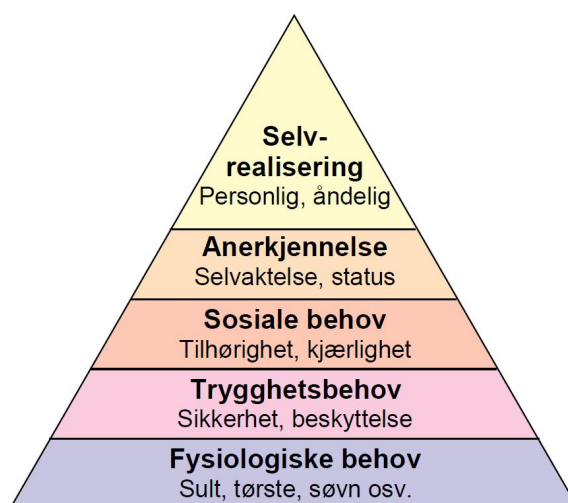 Selv-
realisering
Personlig, åndelig
Anerkjennelse
Selvaktelse, status
Sosiale behov
Tilhørighet, kjærlighet
Trygghetsbehov
Sikkerhet, beskyttelse
Fysiologiske behov
Sult, tørste, søvn osv.